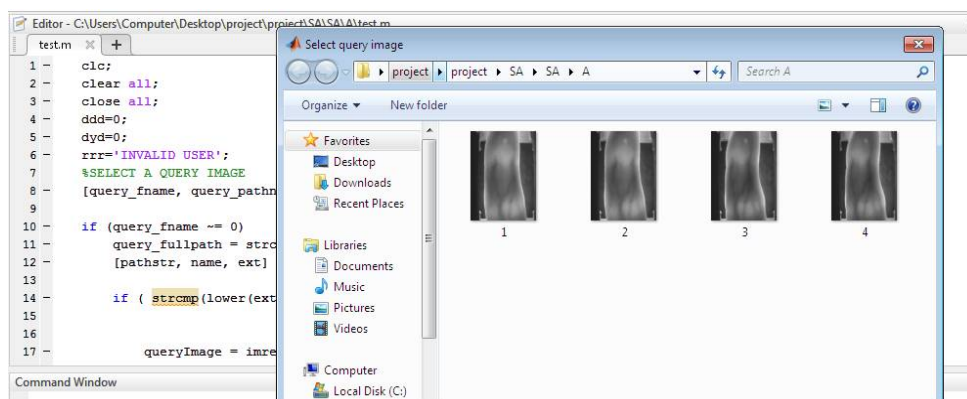 Editor - C:\Users\Computer\Desktop\project\project\SA\SA\A\test.m
test.m
1 - clc;
2 - clear all;
3 - close all;
4 - ddd=0;
5 - dyd=0;
6 - rrr='INVALID USER';
7 %SELECT A QUERY IMAGE
8 - [query_fname, query_pathn
9
10 - if (query_fname ~= 0)
11 - query_fullpath = strc
12 - [pathstr, name, ext]
13
14 - if ( strcmp(lower(ext
15
16
17 - queryImage = imre
Command Window
Select query image
project ▸ project ▸ SA ▸ SA ▸ A
Search A
Organize
New folder
Favorites
Desktop
Downloads
Recent Places
Libraries
Documents
Music
Pictures
Videos
Computer
Local Disk (C:)
1 2 3 4